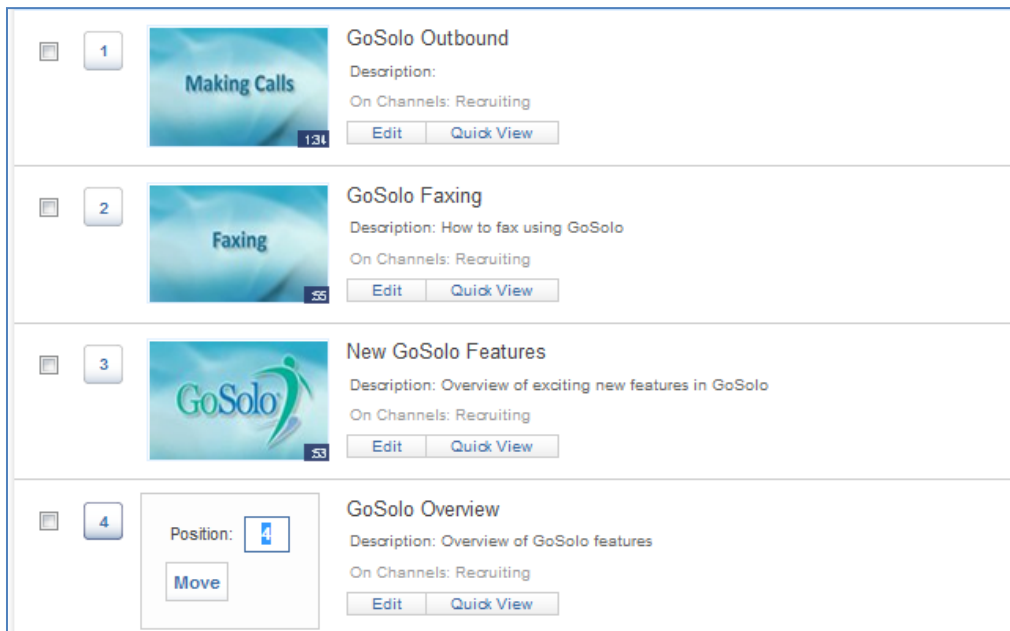 1
Making Calls
1:34
GoSolo Outbound
Description:
On Channels: Recruiting
Edit Quick View
2
Faxing
:55
GoSolo Faxing
Description: How to fax using GoSolo
On Channels: Recruiting
Edit Quick View
3
GoSolo
:53
New GoSolo Features
Description: Overview of exciting new features in GoSolo
On Channels: Recruiting
Edit Quick View
4
Position: 4
Move
GoSolo Overview
Description: Overview of GoSolo features
On Channels: Recruiting
Edit Quick View